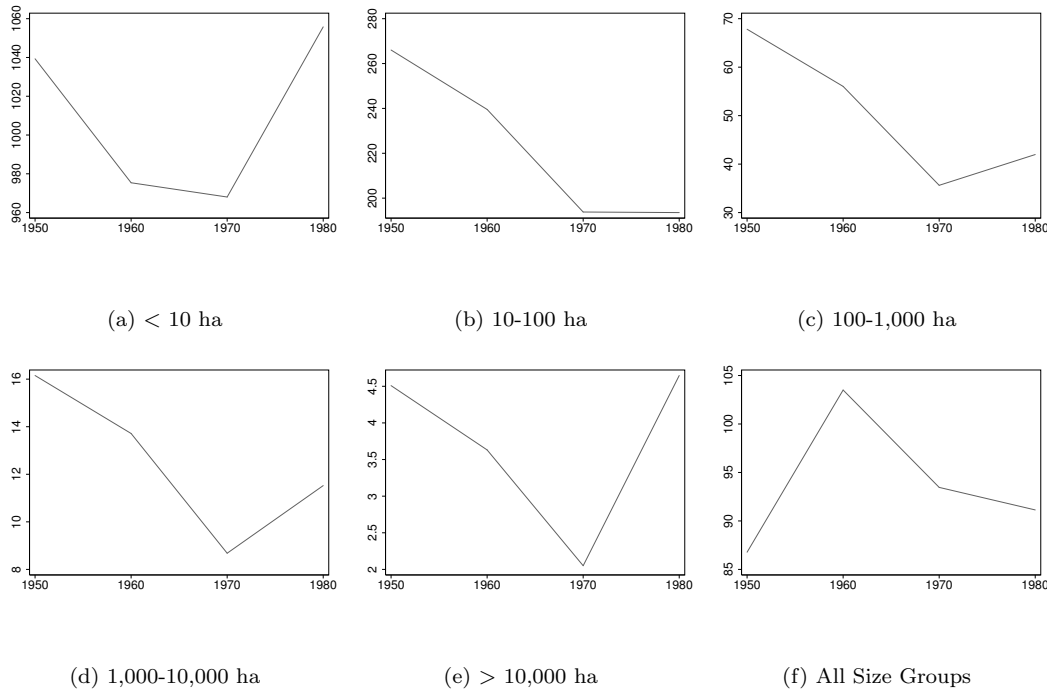 960 980 1000 1020 1040 1060
1950 1960 1970 1980
(a) < 10 ha
200 220 240 260 280
1950 1960 1970 1980
(b) 10-100 ha
30 40 50 60 70
1950 1960 1970 1980
(c) 100-1,000 ha
8 10 12 14 16
1950 1960 1970 1980
(d) 1,000-10,000 ha
2 2.5 3 3.5 4 4.5
1950 1960 1970 1980
(e) > 10,000 ha
85 90 95 100 105
1950 1960 1970 1980
(f) All Size Groups